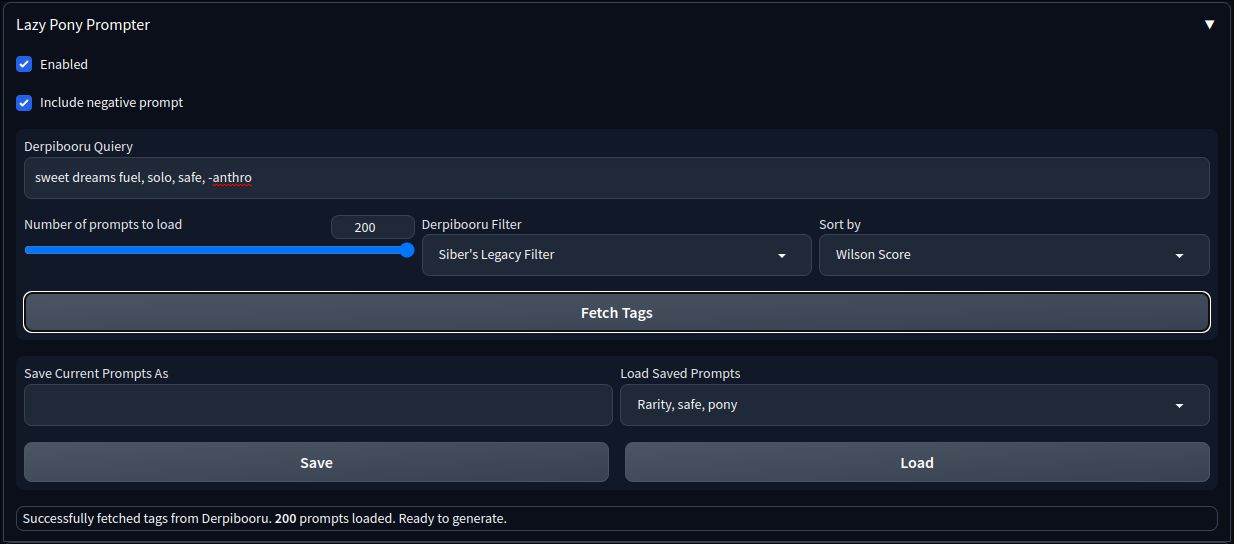 Lazy Pony Prompter ▼
Enabled
Include negative prompt
Derpibooru Quiery
sweet dreams fuel, solo, safe, -anthro
Number of prompts to load 200 Derpibooru Filter Sort by
Siber's Legacy Filter Wilson Score
Fetch Tags
Save Current Prompts As Load Saved Prompts
Rarity, safe, pony
Save Load
Successfully fetched tags from Derpibooru. 200 prompts loaded. Ready to generate.